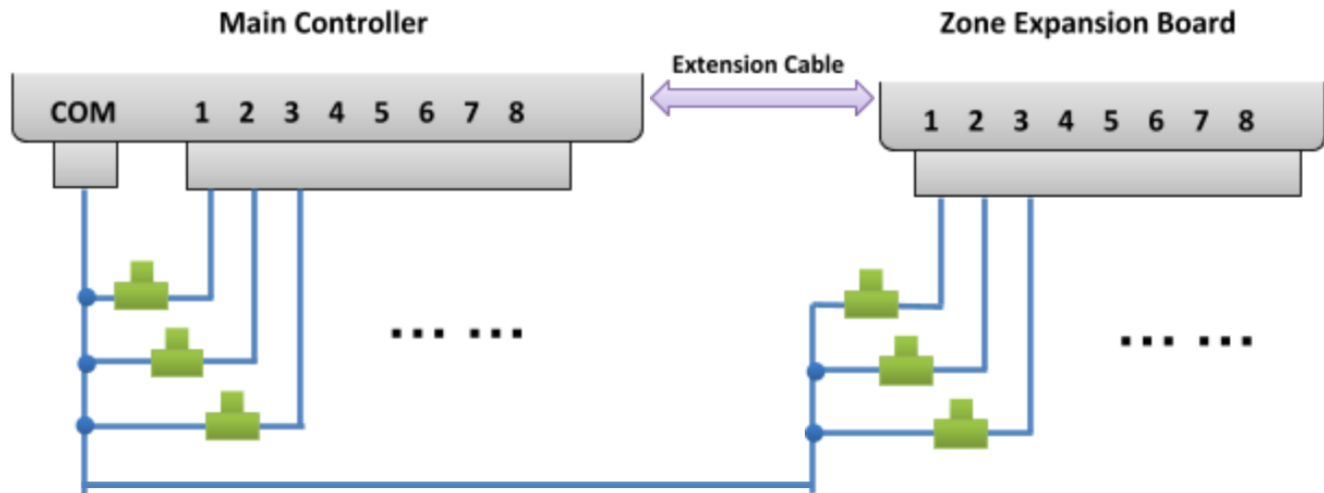 Main Controller
Zone Expansion Board
Extension Cable
COM 1 2 3 4 5 6 7 8
1 2 3 4 5 6 7 8
... ...
... ...